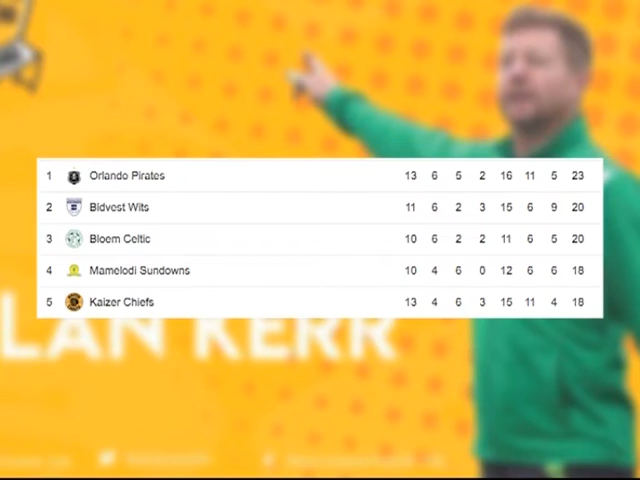 1 Orlando Pirates 13 6 5 2 16 11 5 23
2 Bidvest Wits 11 6 2 3 15 6 9 20
3 Bloem Celtic 10 6 2 2 11 6 5 20
4 Mamelodi Sundowns 10 4 6 0 12 6 6 18
5 Kaizer Chiefs 13 4 6 3 15 11 4 18
LAN KERR